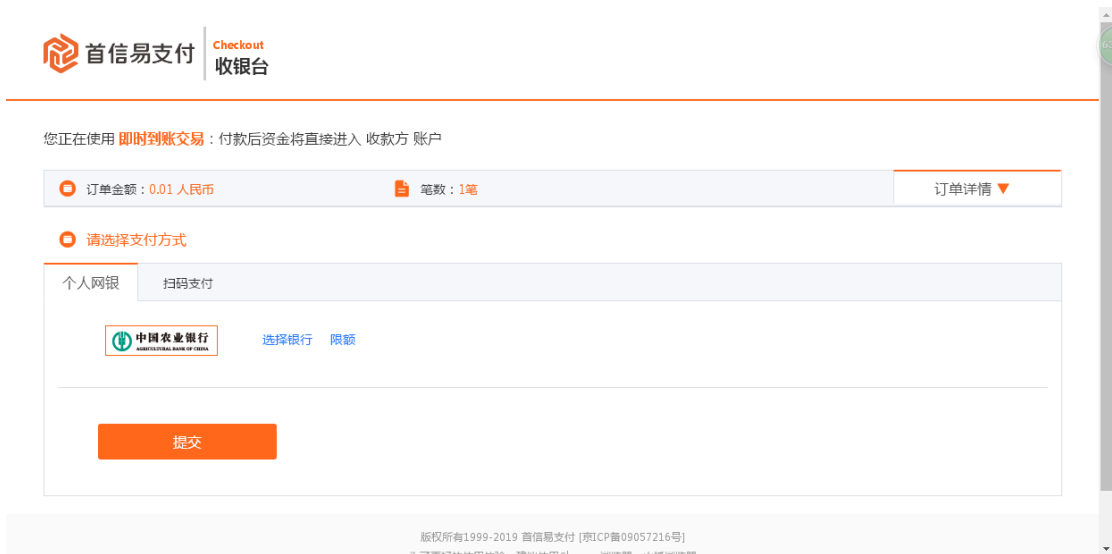 首信易支付
Checkout
收银台
您正在使用 即时到账交易：付款后资金将直接进入 收款方 账户
订单金额：0.01 人民币 笔数：1笔 订单详情 ▼
请选择支付方式
个人网银 扫码支付
中国农业银行
AGRICULTURAL BANK OF CHINA
选择银行 限额
提交
版权所有1999-2019 首信易支付 [京ICP备09057216号]